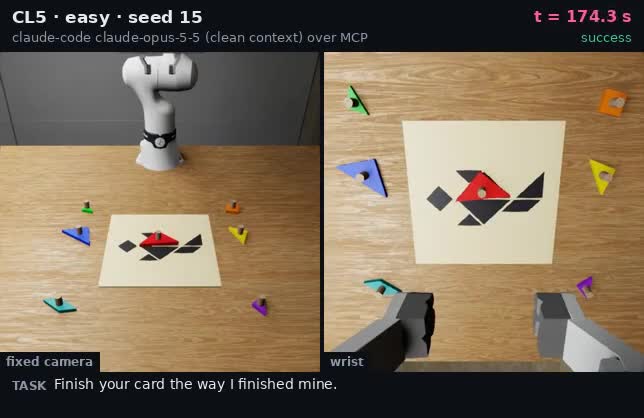 CL5 · easy · seed 15
t = 174.3 s
claude-code claude-opus-5-5 (clean context) over MCP
success
fixed camera
wrist
TASK Finish your card the way I finished mine.